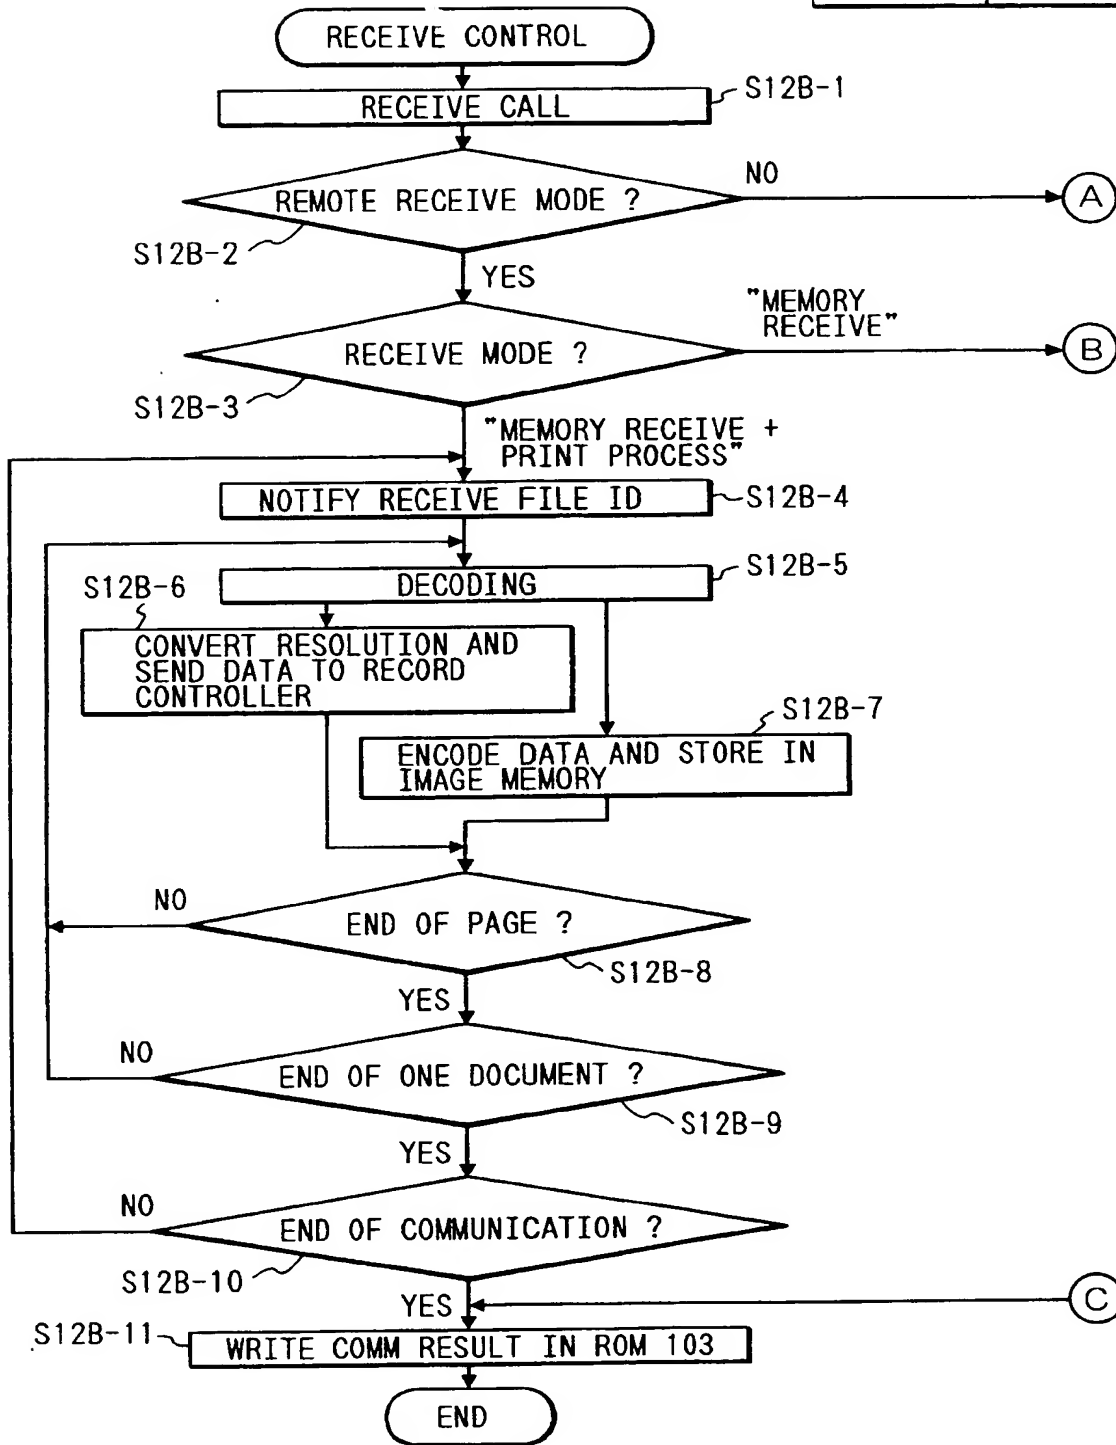 RECEIVE CONTROL
RECEIVE CALL
S12B-1
REMOTE RECEIVE MODE ?
NO
A
S12B-2
YES
RECEIVE MODE ?
"MEMORY
RECEIVE"
B
S12B-3
"MEMORY RECEIVE +
PRINT PROCESS"
NOTIFY RECEIVE FILE ID
S12B-4
DECODING
S12B-5
S12B-6
CONVERT RESOLUTION AND
SEND DATA TO RECORD
CONTROLLER
S12B-7
ENCODE DATA AND STORE IN
IMAGE MEMORY
NO
END OF PAGE ?
S12B-8
YES
NO
END OF ONE DOCUMENT ?
S12B-9
YES
NO
END OF COMMUNICATION ?
S12B-10
YES
C
S12B-11
WRITE COMM RESULT IN ROM 103
END